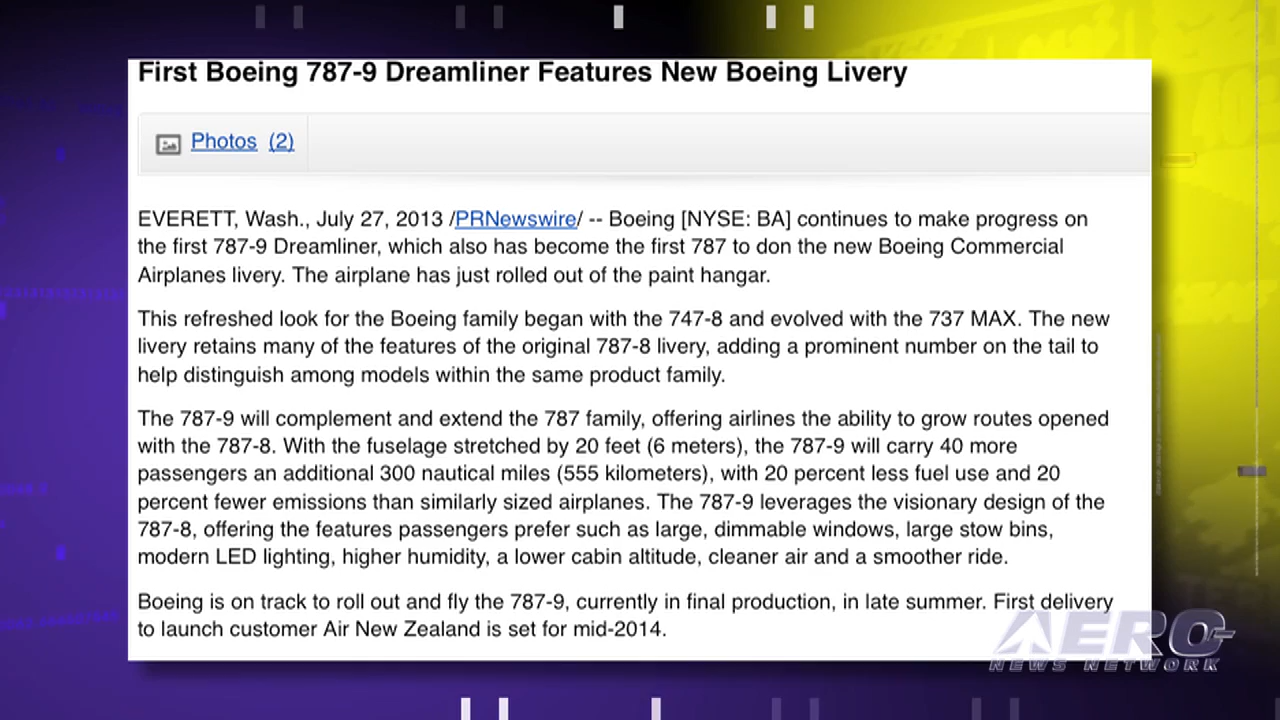 First Boeing 787-9 Dreamliner Features New Boeing Livery
Photos (2)
EVERETT, Wash., July 27, 2013 /PRNewswire/ -- Boeing [NYSE: BA] continues to make progress on
the first 787-9 Dreamliner, which also has become the first 787 to don the new Boeing Commercial
Airplanes livery. The airplane has just rolled out of the paint hangar.
This refreshed look for the Boeing family began with the 747-8 and evolved with the 737 MAX. The new
livery retains many of the features of the original 787-8 livery, adding a prominent number on the tail to
help distinguish among models within the same product family.
The 787-9 will complement and extend the 787 family, offering airlines the ability to grow routes opened
with the 787-8. With the fuselage stretched by 20 feet (6 meters), the 787-9 will carry 40 more
passengers an additional 300 nautical miles (555 kilometers), with 20 percent less fuel use and 20
percent fewer emissions than similarly sized airplanes. The 787-9 leverages the visionary design of the
787-8, offering the features passengers prefer such as large, dimmable windows, large stow bins,
modern LED lighting, higher humidity, a lower cabin altitude, cleaner air and a smoother ride.
Boeing is on track to roll out and fly the 787-9, currently in final production, in late summer. First delivery
to launch customer Air New Zealand is set for mid-2014.
AERO-
NEWS NETWORK